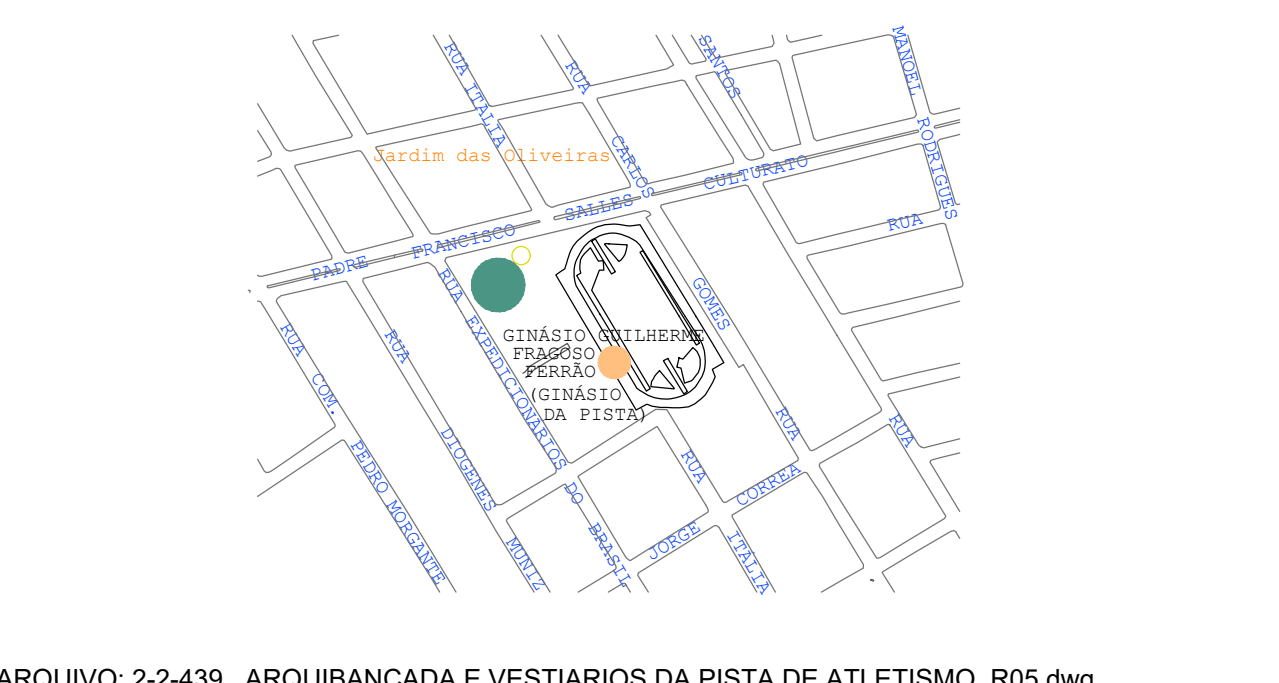 MANOEL RODRIGUES
SANTOS
RUA ITALIA
RUA CARLOS GOMES
Jardim das Oliveiras
PADRE FRANCISCO SALLES CULTURATO
RUA
RUA EXPEDICIONARIOS DO BRASIL
GINÁSIO GUILHERME
FRAGOSO
FERRÃO
(GINÁSIO
DA PISTA)
RUA COM. PEDRO MORGANTE
RUA DIOGENES MUNIZ
RUA
RUA
RUA ITALIA
JORGE CORREA
ARQUIVO: 2-2-439_ ARQUIBANCADA E VESTIARIOS DA PISTA DE ATLETISMO_R05.dwg